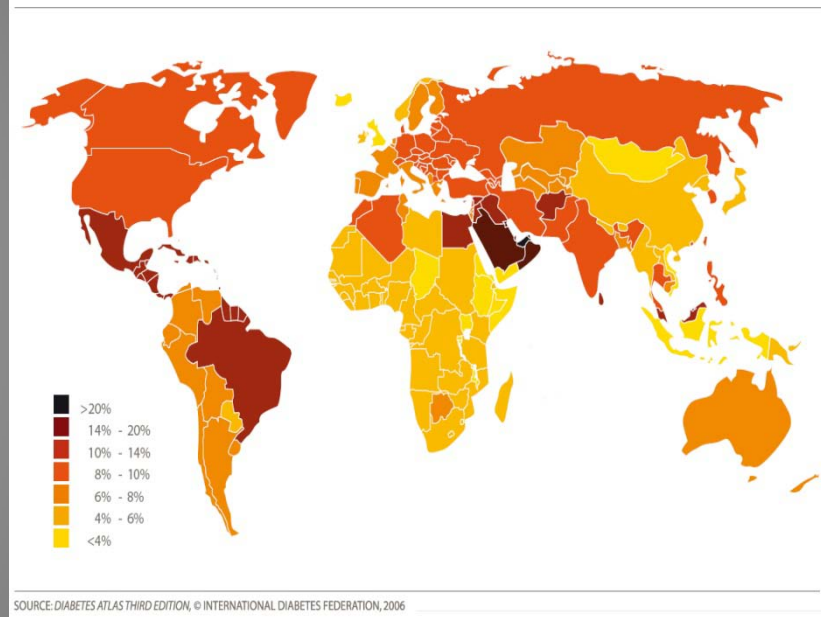 >20%
14% - 20%
10% - 14%
8% - 10%
6% - 8%
4% - 6%
<4%
SOURCE: DIABETES ATLAS THIRD EDITION, © INTERNATIONAL DIABETES FEDERATION, 2006